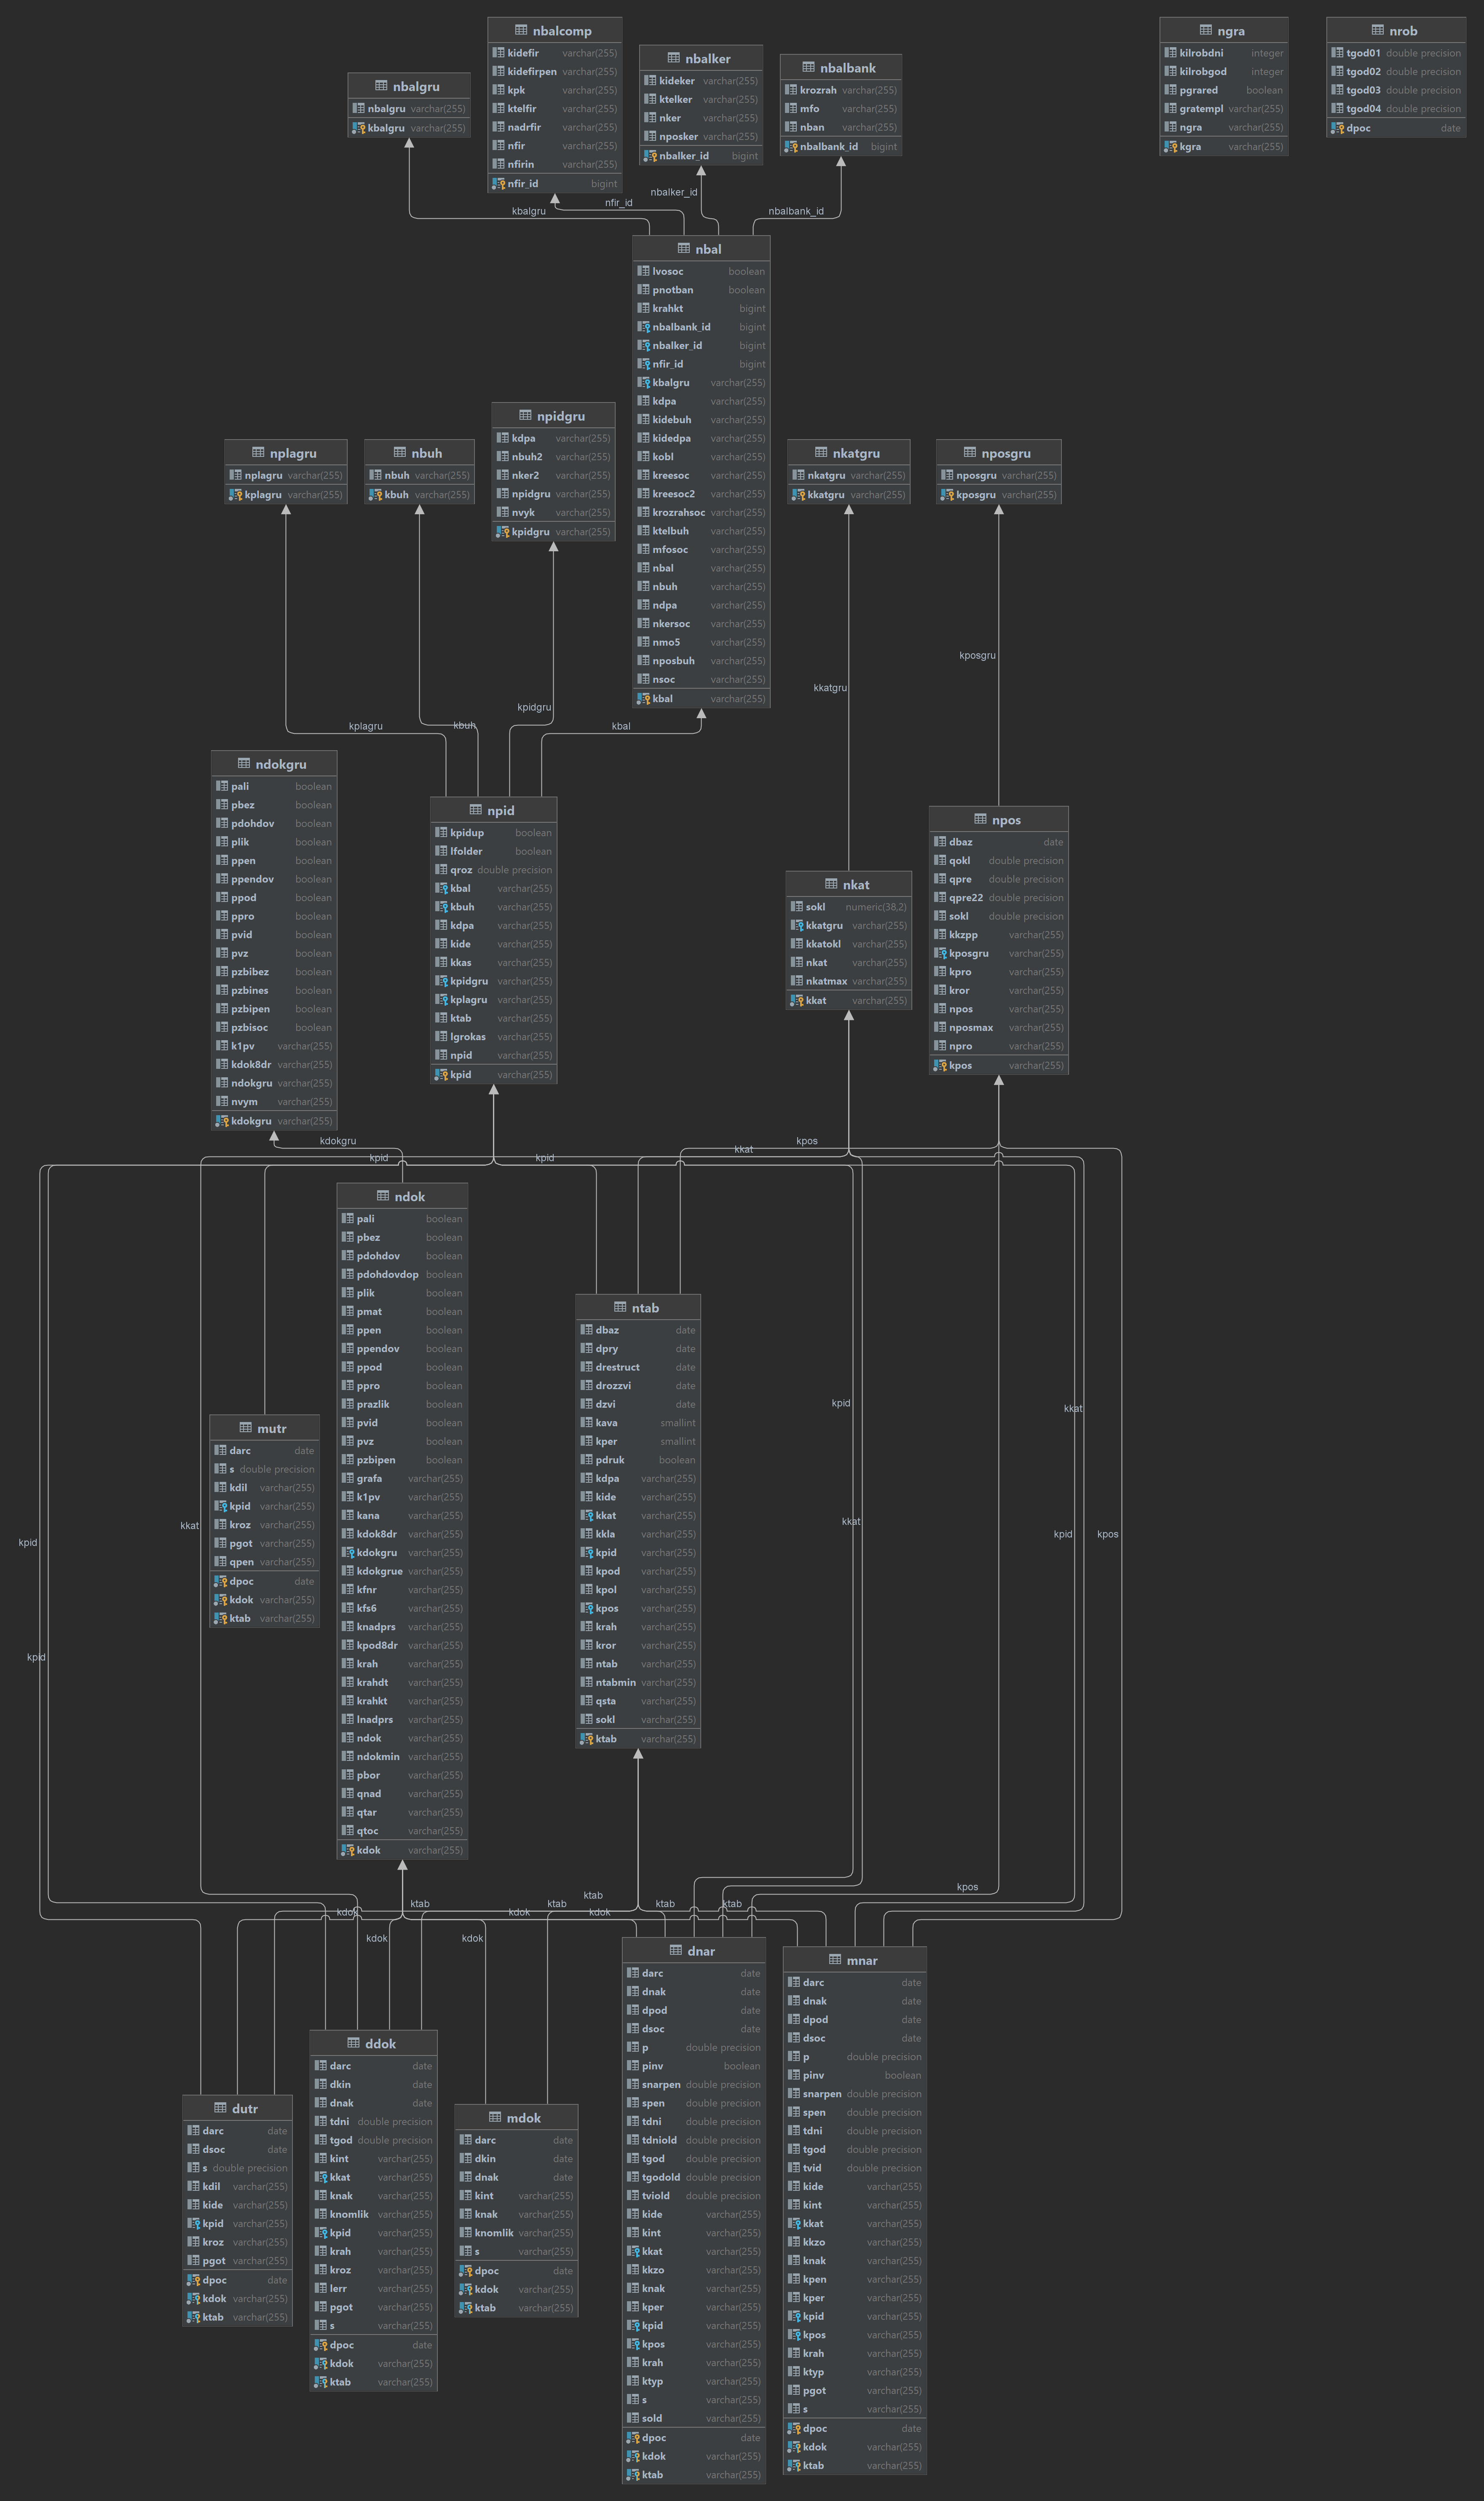 nbalcomp
kidefir varchar(255)
kidefirpen varchar(255)
kpk varchar(255)
ktelfir varchar(255)
nadrfir varchar(255)
nfir varchar(255)
nfirin varchar(255)
nfir_id bigint
nbalgru
nbalgru varchar(255)
kbalgru varchar(255)
nbalker
kideker varchar(255)
ktelker varchar(255)
nker varchar(255)
nposker varchar(255)
nbalker_id bigint
nbalbank
krozrah varchar(255)
mfo varchar(255)
nban varchar(255)
nbalbank_id bigint
ngra
kilrobdni integer
kilrobgod integer
pgrared boolean
gratempl varchar(255)
ngra varchar(255)
kgra varchar(255)
nrob
tgod01 double precision
tgod02 double precision
tgod03 double precision
tgod04 double precision
dpoc date
kbalgru
nfir_id
nbalker_id
nbalbank_id
nbal
lvosoc boolean
pnotban boolean
krahkt bigint
nbalbank_id bigint
nbalker_id bigint
nfir_id bigint
kbalgru varchar(255)
kdpa varchar(255)
kidebuh varchar(255)
kidedpa varchar(255)
kobl varchar(255)
kreesoc varchar(255)
kreesoc2 varchar(255)
krozrahsoc varchar(255)
ktelbuh varchar(255)
mfosoc varchar(255)
nbal varchar(255)
nbuh varchar(255)
ndpa varchar(255)
nkersoc varchar(255)
nmo5 varchar(255)
nposbuh varchar(255)
nsoc varchar(255)
kbal varchar(255)
nplagru
nplagru varchar(255)
kplagru varchar(255)
nbuh
nbuh varchar(255)
kbuh varchar(255)
npidgru
kdpa varchar(255)
nbuh2 varchar(255)
nker2 varchar(255)
npidgru varchar(255)
nvyk varchar(255)
kpidgru varchar(255)
nkatgru
nkatgru varchar(255)
kkatgru varchar(255)
nposgru
nposgru varchar(255)
kposgru varchar(255)
kplagru
kbuh
kpidgru
kbal
kkatgru
kposgru
ndokgru
pali boolean
pbez boolean
pdohdov boolean
plik boolean
ppen boolean
ppendov boolean
ppod boolean
ppro boolean
pvid boolean
pvz boolean
pzbibez boolean
pzbines boolean
pzbipen boolean
pzbisoc boolean
k1pv varchar(255)
kdok8dr varchar(255)
ndokgru varchar(255)
nvym varchar(255)
kdokgru varchar(255)
npid
kpidup boolean
lfolder boolean
qroz double precision
kbal varchar(255)
kbuh varchar(255)
kdpa varchar(255)
kide varchar(255)
kkas varchar(255)
kpidgru varchar(255)
kplagru varchar(255)
ktab varchar(255)
lgrokas varchar(255)
npid varchar(255)
kpid varchar(255)
nkat
sokl numeric(38,2)
kkatgru varchar(255)
kkatokl varchar(255)
nkat varchar(255)
nkatmax varchar(255)
kkat varchar(255)
npos
dbaz date
qokl double precision
qpre double precision
qpre22 double precision
sokl double precision
kkzpp varchar(255)
kposgru varchar(255)
kpro varchar(255)
kror varchar(255)
npos varchar(255)
nposmax varchar(255)
npro varchar(255)
kpos varchar(255)
kdokgru
kpid
kpid
kkat
kpos
ndok
pali boolean
pbez boolean
pdohdov boolean
pdohdovdop boolean
plik boolean
pmat boolean
ppen boolean
ppendov boolean
ppod boolean
ppro boolean
prazlik boolean
pvid boolean
pvz boolean
pzbipen boolean
grafa varchar(255)
k1pv varchar(255)
kana varchar(255)
kdok8dr varchar(255)
kdokgru varchar(255)
kdokgrue varchar(255)
kfnr varchar(255)
kfs6 varchar(255)
knadprs varchar(255)
kpod8dr varchar(255)
krah varchar(255)
krahdt varchar(255)
krahkt varchar(255)
lnadprs varchar(255)
ndok varchar(255)
ndokmin varchar(255)
pbor varchar(255)
qnad varchar(255)
qtar varchar(255)
qtoc varchar(255)
kdok varchar(255)
ntab
dbaz date
dpry date
drestruct date
drozzvi date
dzvi date
kava smallint
kper smallint
pdruk boolean
kdpa varchar(255)
kide varchar(255)
kkat varchar(255)
kkla varchar(255)
kpid varchar(255)
kpod varchar(255)
kpol varchar(255)
kpos varchar(255)
krah varchar(255)
kror varchar(255)
ntab varchar(255)
ntabmin varchar(255)
qsta varchar(255)
sokl varchar(255)
ktab varchar(255)
mutr
darc date
s double precision
kdil varchar(255)
kpid varchar(255)
kroz varchar(255)
pgot varchar(255)
qpen varchar(255)
dpoc date
kdok varchar(255)
ktab varchar(255)
kpid
kkat
kkat
kkat
kpid
kpos
kpid
kpid
kpos
ktab
ktab
ktab
ktab
ktab
kdok
kdok
kdok
kdok
kdok
dutr
darc date
dsoc date
s double precision
kdil varchar(255)
kide varchar(255)
kpid varchar(255)
kroz varchar(255)
pgot varchar(255)
dpoc date
kdok varchar(255)
ktab varchar(255)
ddok
darc date
dkin date
dnak date
tdni double precision
tgod double precision
kint varchar(255)
kkat varchar(255)
knak varchar(255)
knomlik varchar(255)
kpid varchar(255)
krah varchar(255)
kroz varchar(255)
lerr varchar(255)
pgot varchar(255)
s varchar(255)
dpoc date
kdok varchar(255)
ktab varchar(255)
mdok
darc date
dkin date
dnak date
kint varchar(255)
knak varchar(255)
knomlik varchar(255)
s varchar(255)
dpoc date
kdok varchar(255)
ktab varchar(255)
dnar
darc date
dnak date
dpod date
dsoc date
p double precision
pinv boolean
snarpen double precision
spen double precision
tdni double precision
tdniold double precision
tgod double precision
tgodold double precision
tviold double precision
kide varchar(255)
kint varchar(255)
kkat varchar(255)
kkzo varchar(255)
knak varchar(255)
kper varchar(255)
kpid varchar(255)
kpos varchar(255)
krah varchar(255)
ktyp varchar(255)
s varchar(255)
sold varchar(255)
dpoc date
kdok varchar(255)
ktab varchar(255)
mnar
darc date
dnak date
dpod date
dsoc date
p double precision
pinv boolean
snarpen double precision
spen double precision
tdni double precision
tgod double precision
tvid double precision
kide varchar(255)
kint varchar(255)
kkat varchar(255)
kkzo varchar(255)
knak varchar(255)
kpen varchar(255)
kper varchar(255)
kpid varchar(255)
kpos varchar(255)
krah varchar(255)
ktyp varchar(255)
pgot varchar(255)
s varchar(255)
dpoc date
kdok varchar(255)
ktab varchar(255)